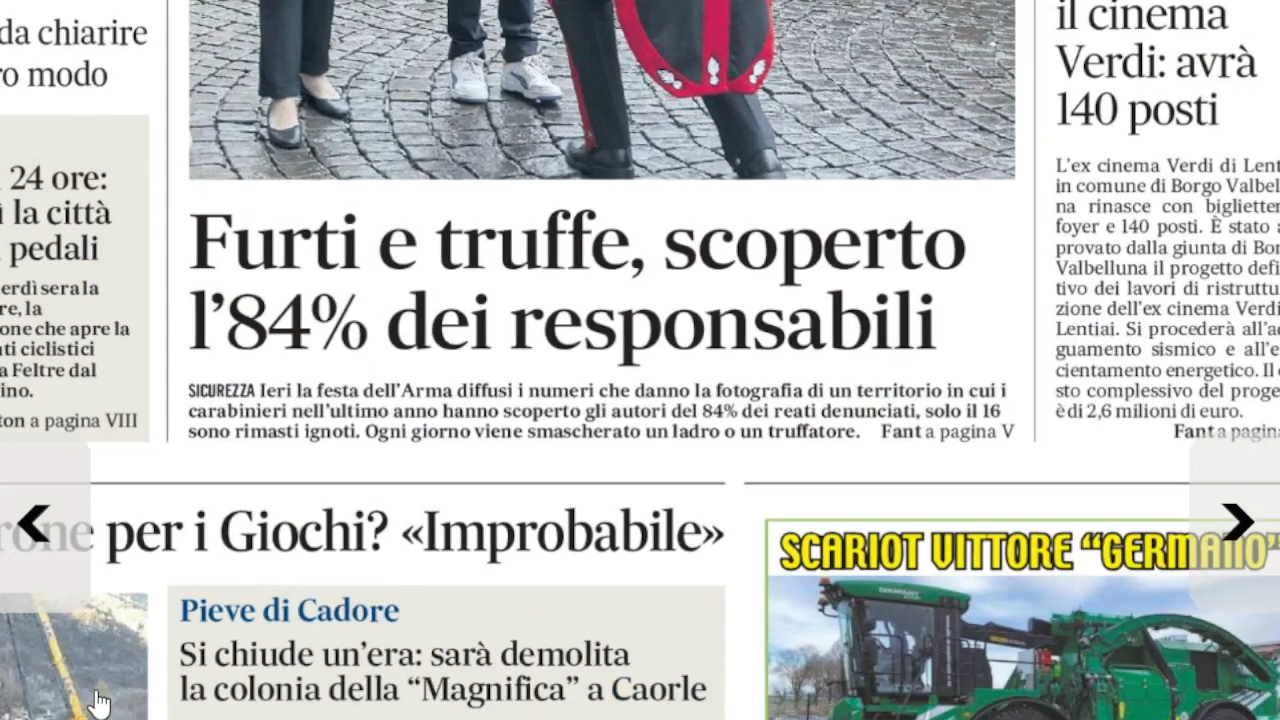 da chiarire
modo
24 ore:
la città
pedali
sera la
re, la
one che apre la
ciclistici
a Feltre dal
a pagina VIII
Furti e truffe, scoperto
l'84% dei responsabili
SICUREZZA Ieri la festa dell'Arma diffusi i numeri che danno la fotografia di un territorio in cui i
carabinieri nell'ultimo anno hanno scoperto gli autori del 84% dei reati denunciati, solo il 16
sono rimasti ignoti. Ogni giorno viene smascherato un ladro o un truffatore. Fant a pagina V
il cinema
Verdi: avrà
140 posti
L'ex cinema Verdi di Lent
in comune di Borgo Valbel
na rinasce con biglietter
foyer e 140 posti. È stato a
provato dalla giunta di Bor
Valbelluna il progetto defi
tivo dei lavori di ristruttu
zione dell'ex cinema Verdi
Lentiai. Si procederà all'a
guamento sismico e all'e
cientamento energetico. Il
sto complessivo del proge
è di 2,6 milioni di euro.
Fant a pagin
per i Giochi? «Improbabile»
Pieve di Cadore
Si chiude un'era: sarà demolita
la colonia della "Magnifica" a Caorle
SCARIOT VITTORE "GERMANO"